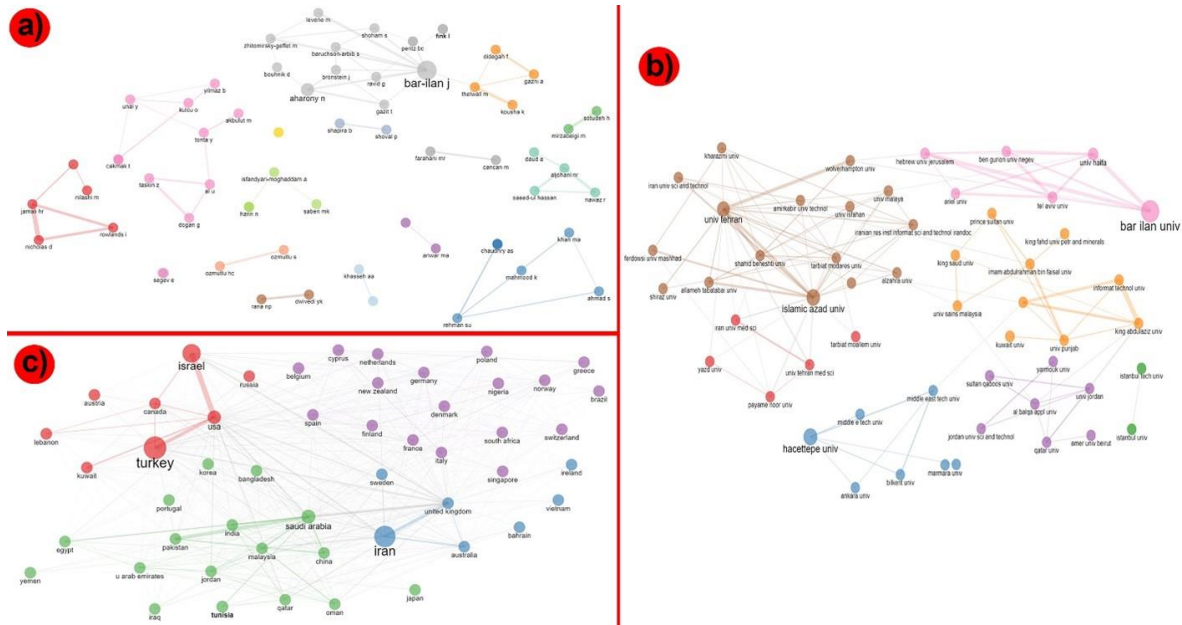 a)
levene m
zhitomirsky-geffet m
shoham s
peritz bc
fink l
baruchson-arbib s
bouhnik d
bronstein j
ravid g
bar-ilan j
aharony n
gazit t
didegah f
gazni a
thelwall m
kousha k
unal y
yilmaz b
kulcu o
akbulut m
tonta y
cakmak t
taskin z
al u
dogan g
shapira b
shoval p
farahani mr
cancan m
sotudeh h
mirzabeigi m
daud a
aljohani nr
saeed-ul hassan
nawaz r
isfandyari-moghaddam a
hariri n
saberi mk
nilashi m
jamali hr
nicholas d
rowlands i
anwar ma
chaudhry as
khan ma
mahmood k
ahmad s
rehman su
segev e
ozmutlu s
ozmutlu hc
khasseh aa
rana np
dwivedi yk
b)
kharazmi univ
wolverhampton univ
hebrew univ jerusalem
ben gurion univ negev
univ haifa
iran univ sci and technol
univ malaya
ariel univ
tel aviv univ
bar ilan univ
univ tehran
amirkabir univ technol
univ isfahan
iranian res inst informat sci and technol irandoc
prince sultan univ
king fahd univ petr and minerals
ferdowsi univ mashhad
shahid beheshti univ
tarbiat modares univ
king saud univ
imam abdulrahman bin faisal univ
shiraz univ
allameh tabatabai univ
alzahra univ
informat technol univ
islamic azad univ
univ sains malaysia
iran univ med sci
tarbiat moallem univ
kuwait univ
univ punjab
king abdulaziz univ
yazd univ
univ tehran med sci
yarmouk univ
istanbul tech univ
payame noor univ
sultan qaboos univ
univ jordan
middle east tech univ
al balqa appl univ
middle e tech univ
hacettepe univ
jordan univ sci and technol
qatar univ
amer univ beirut
istanbul univ
ankara univ
bilkent univ
marmara univ
c)
israel
cyprus
netherlands
poland
greece
belgium
russia
new zealand
germany
nigeria
norway
brazil
austria
canada
usa
spain
denmark
finland
france
south africa
switzerland
lebanon
turkey
italy
kuwait
korea
bangladesh
sweden
singapore
ireland
portugal
india
saudi arabia
united kingdom
vietnam
egypt
pakistan
malaysia
china
iran
australia
bahrain
yemen
u arab emirates
jordan
iraq
tunisia
qatar
oman
japan